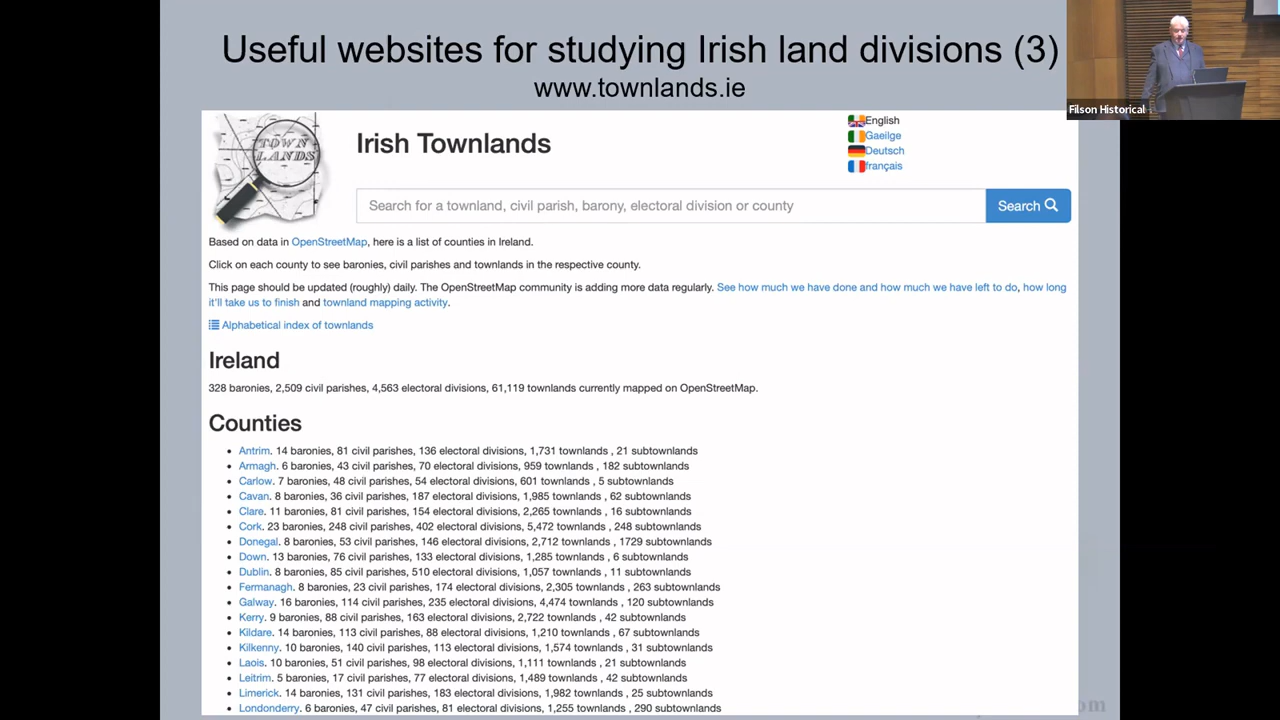 Useful websites for studying Irish land divisions (3)
www.townlands.ie
Filson Historical
TOWN
LANDS
Irish Townlands
English
Gaeilge
Deutsch
français
Search for a townland, civil parish, barony, electoral division or county
Search
Based on data in OpenStreetMap, here is a list of counties in Ireland.
Click on each county to see baronies, civil parishes and townlands in the respective county.
This page should be updated (roughly) daily. The OpenStreetMap community is adding more data regularly. See how much we have done and how much we have left to do, how long
it'll take us to finish and townland mapping activity.
Alphabetical index of townlands
Ireland
328 baronies, 2,509 civil parishes, 4,563 electoral divisions, 61,119 townlands currently mapped on OpenStreetMap.
Counties
• Antrim. 14 baronies, 81 civil parishes, 136 electoral divisions, 1,731 townlands , 21 subtownlands
• Armagh. 6 baronies, 43 civil parishes, 70 electoral divisions, 959 townlands , 182 subtownlands
• Carlow. 7 baronies, 48 civil parishes, 54 electoral divisions, 601 townlands , 5 subtownlands
• Cavan. 8 baronies, 36 civil parishes, 187 electoral divisions, 1,985 townlands , 62 subtownlands
• Clare. 11 baronies, 81 civil parishes, 154 electoral divisions, 2,265 townlands , 16 subtownlands
• Cork. 23 baronies, 248 civil parishes, 402 electoral divisions, 5,472 townlands , 248 subtownlands
• Donegal. 8 baronies, 53 civil parishes, 146 electoral divisions, 2,712 townlands , 1729 subtownlands
• Down. 13 baronies, 76 civil parishes, 133 electoral divisions, 1,285 townlands , 6 subtownlands
• Dublin. 8 baronies, 85 civil parishes, 510 electoral divisions, 1,057 townlands , 11 subtownlands
• Fermanagh. 8 baronies, 23 civil parishes, 174 electoral divisions, 2,305 townlands , 263 subtownlands
• Galway. 16 baronies, 114 civil parishes, 235 electoral divisions, 4,474 townlands , 120 subtownlands
• Kerry. 9 baronies, 88 civil parishes, 163 electoral divisions, 2,722 townlands , 42 subtownlands
• Kildare. 14 baronies, 113 civil parishes, 88 electoral divisions, 1,210 townlands , 67 subtownlands
• Kilkenny. 10 baronies, 140 civil parishes, 113 electoral divisions, 1,574 townlands , 31 subtownlands
• Laois. 10 baronies, 51 civil parishes, 98 electoral divisions, 1,111 townlands , 21 subtownlands
• Leitrim. 5 baronies, 17 civil parishes, 77 electoral divisions, 1,489 townlands , 42 subtownlands
• Limerick. 14 baronies, 131 civil parishes, 183 electoral divisions, 1,982 townlands , 25 subtownlands
• Londonderry. 6 baronies, 47 civil parishes, 81 electoral divisions, 1,255 townlands , 290 subtownlands